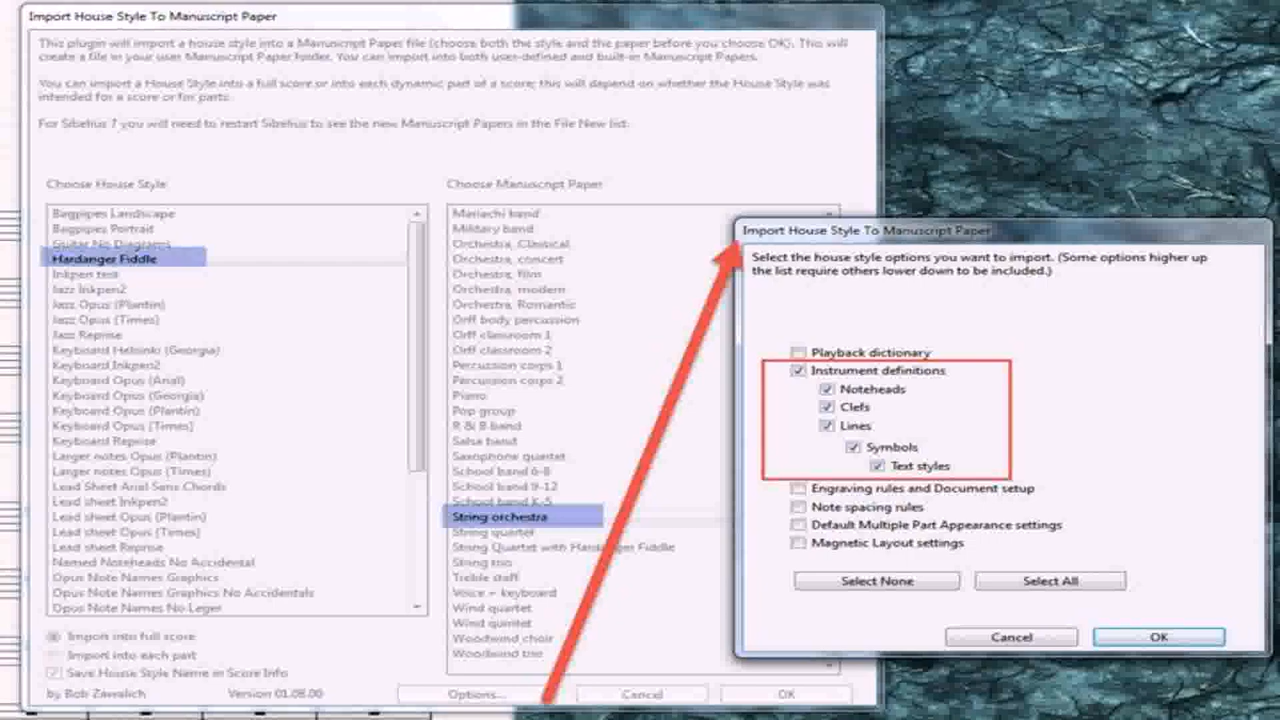 Import House Style To Manuscript Paper
This plugin will import a house style into a Manuscript Paper file (choose both the style and the paper before you choose OK). This will
create a file in your user Manuscript Paper folder. You can import into both user-defined and built-in Manuscript Papers.
You can import a House Style into a full score or into each dynamic part of a score; this will depend on whether the House Style was
intended for a score or for parts.
For Sibelius 7 you will need to restart Sibelius to see the new Manuscript Papers in the File New list.
Choose House Style
Bagpipes Landscape
Bagpipes Portrait
Guitar No Diagrams
Hardanger Fiddle
Inkpen text
Jazz Inkpen2
Jazz Opus (Plantin)
Jazz Opus (Times)
Jazz Reprise
Keyboard Helsinki (Georgia)
Keyboard Inkpen2
Keyboard Opus (Arial)
Keyboard Opus (Georgia)
Keyboard Opus (Plantin)
Keyboard Opus (Times)
Keyboard Reprise
Larger notes Opus (Plantin)
Larger notes Opus (Times)
Lead Sheet Arial Sans Chords
Lead sheet Inkpen2
Lead sheet Opus (Plantin)
Lead sheet Opus (Times)
Lead sheet Reprise
Named Noteheads No Accidental
Opus Note Names Graphics
Opus Note Names Graphics No Accidentals
Opus Note Names No Leger
Import into full score
Import into each part
Save House Style Name in Score Info
by Bob Zawalich
Version 01.08.00
Choose Manuscript Paper
Mariachi band
Military band
Orchestra, Classical
Orchestra, concert
Orchestra, film
Orchestra, modern
Orchestra, Romantic
Orff body percussion
Orff classroom 1
Orff classroom 2
Percussion corps 1
Percussion corps 2
Piano
Pop group
R & B band
Salsa band
Saxophone quartet
School band 6-8
School band 9-12
School band K-5
String orchestra
String quartet
String Quartet with Hardanger Fiddle
String trio
Treble staff
Voice + keyboard
Wind quartet
Wind quintet
Woodwind choir
Woodwind trio
Options...
Cancel
OK
Import House Style To Manuscript Paper
Select the house style options you want to import. (Some options higher up
the list require others lower down to be included.)
Playback dictionary
Instrument definitions
Noteheads
Clefs
Lines
Symbols
Text styles
Engraving rules and Document setup
Note spacing rules
Default Multiple Part Appearance settings
Magnetic Layout settings
Select None
Select All
Cancel
OK